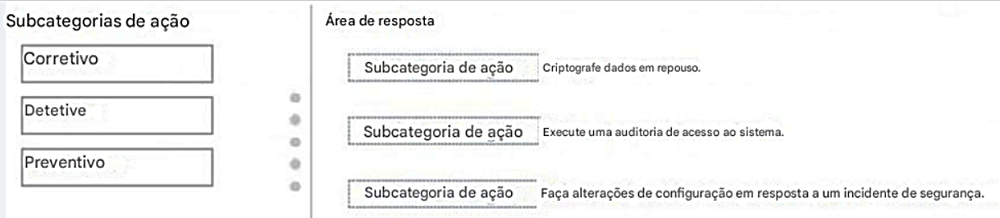 Subcategorias de ação
Corretivo
Detetive
Preventivo
Área de resposta
Subcategoria de ação Criptografe dados em repouso.
Subcategoria de ação Execute uma auditoria de acesso ao sistema.
Subcategoria de ação Faça alterações de configuração em resposta a um incidente de segurança.